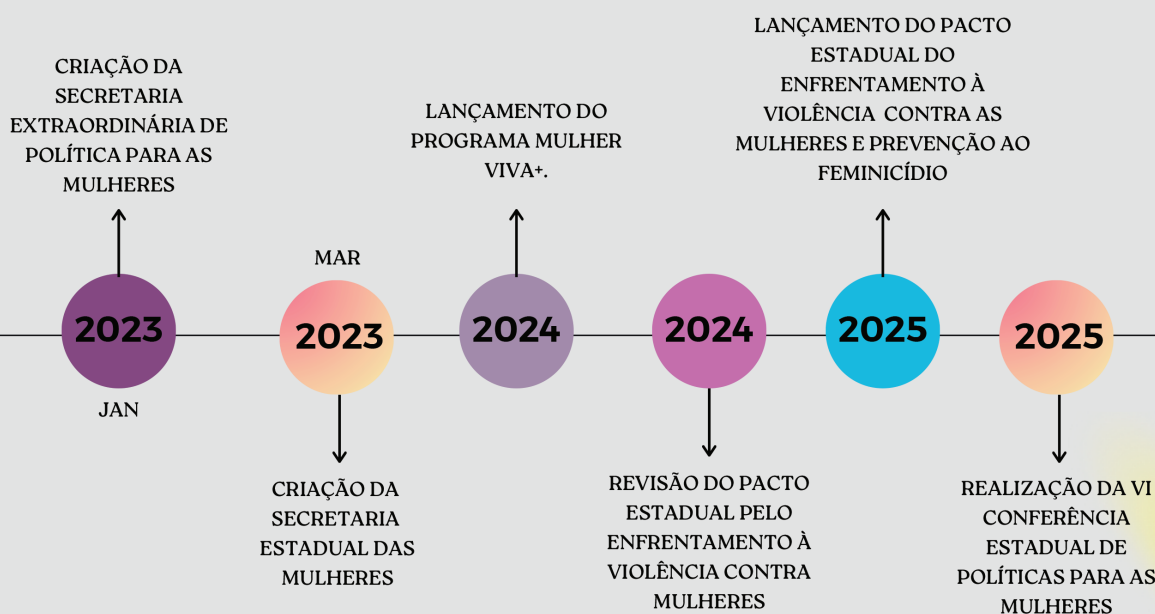 CRIAÇÃO DA
SECRETARIA
EXTRAORDINÁRIA DE
POLÍTICA PARA AS
MULHERES
2023
JAN
MAR
2023
CRIAÇÃO DA
SECRETARIA
ESTADUAL DAS
MULHERES
LANÇAMENTO DO
PROGRAMA MULHER
VIVA+.
2024
2024
REVISÃO DO PACTO
ESTADUAL PELO
ENFRENTAMENTO À
VIOLÊNCIA CONTRA
MULHERES
LANÇAMENTO DO PACTO
ESTADUAL DO
ENFRENTAMENTO À
VIOLÊNCIA CONTRA AS
MULHERES E PREVENÇÃO AO
FEMINICÍDIO
2025
2025
REALIZAÇÃO DA VI
CONFERÊNCIA
ESTADUAL DE
POLÍTICAS PARA AS
MULHERES